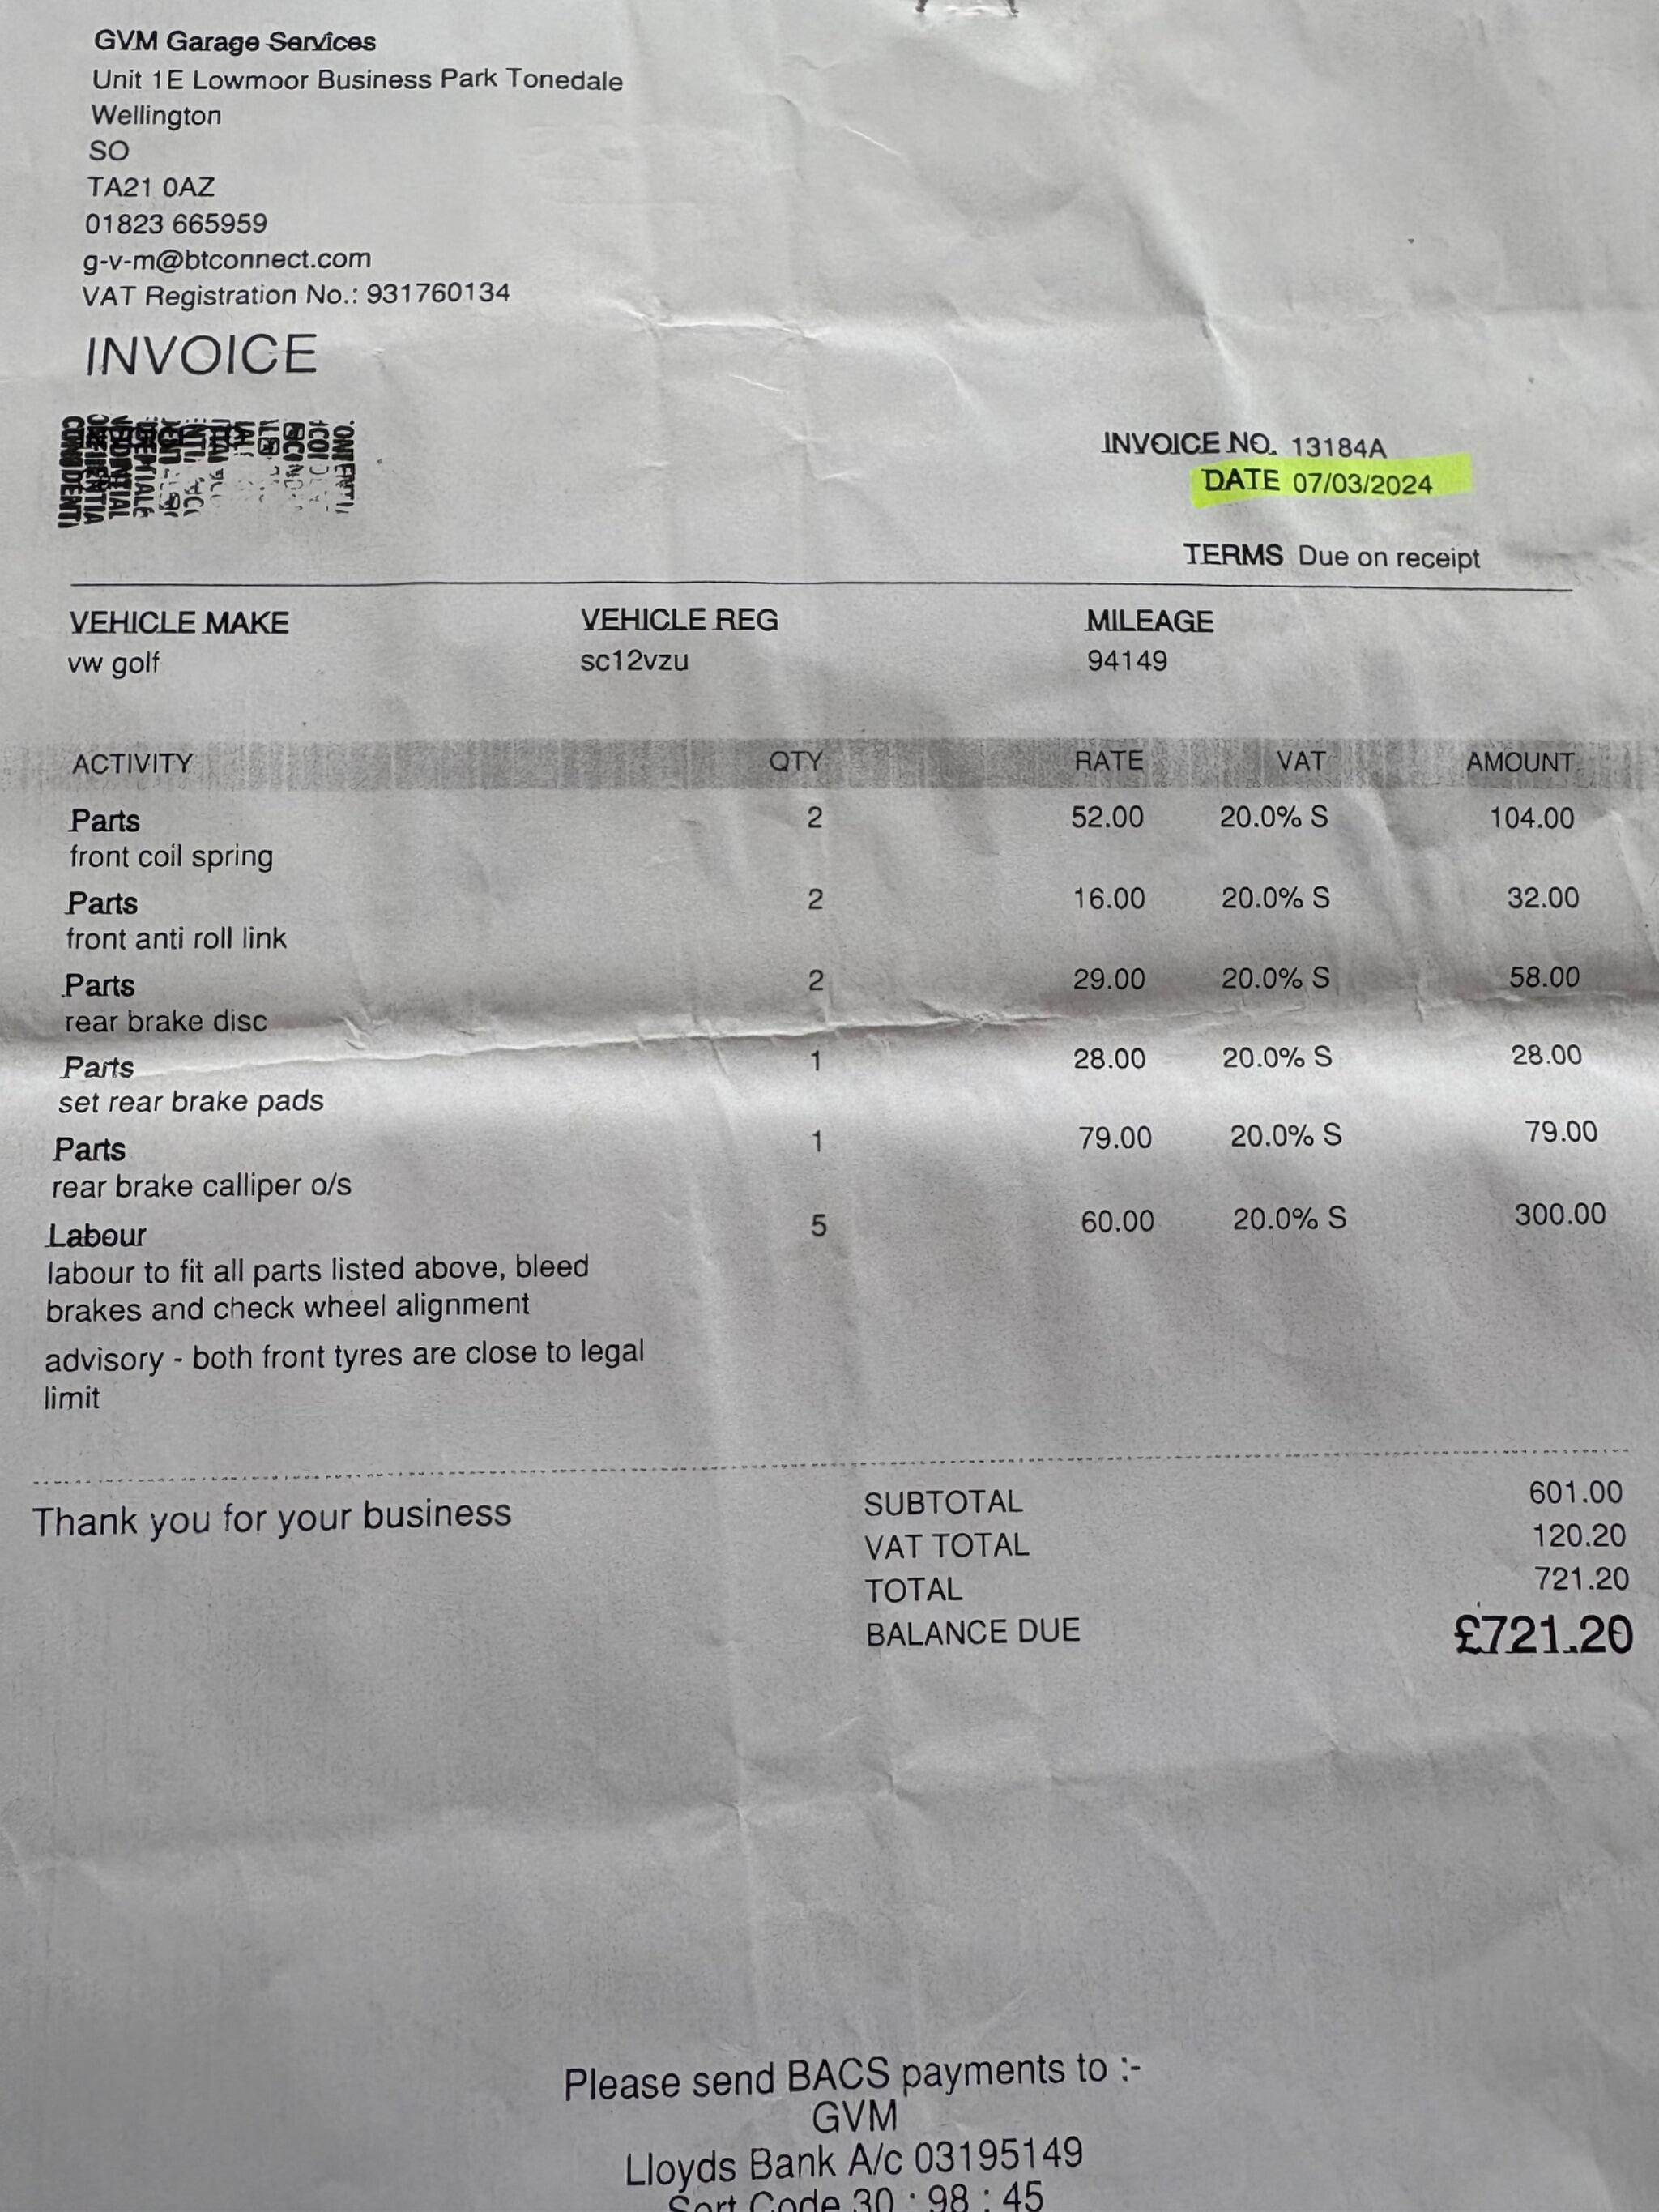 GVM Garage Services
Unit 1E Lowmoor Business Park Tonedale
Wellington
SO
TA21 0AZ
01823 665959
g-v-m@btconnect.com
VAT Registration No.: 931760134
INVOICE
INVOICE NO. 13184A
DATE 07/03/2024
TERMS Due on receipt
VEHICLE MAKE VEHICLE REG MILEAGE
vw golf sc12vzu 94149
ACTIVITY QTY RATE VAT AMOUNT
Parts 2 52.00 20.0% S 104.00
front coil spring
Parts 2 16.00 20.0% S 32.00
front anti roll link
Parts 2 29.00 20.0% S 58.00
rear brake disc
Parts 1 28.00 20.0% S 28.00
set rear brake pads
Parts 1 79.00 20.0% S 79.00
rear brake calliper o/s
Labour 5 60.00 20.0% S 300.00
labour to fit all parts listed above, bleed
brakes and check wheel alignment
advisory - both front tyres are close to legal
limit
Thank you for your business
SUBTOTAL 601.00
VAT TOTAL 120.20
TOTAL 721.20
BALANCE DUE £721.20
Please send BACS payments to :-
GVM
Lloyds Bank A/c 03195149
Sort Code 30 : 98 : 45